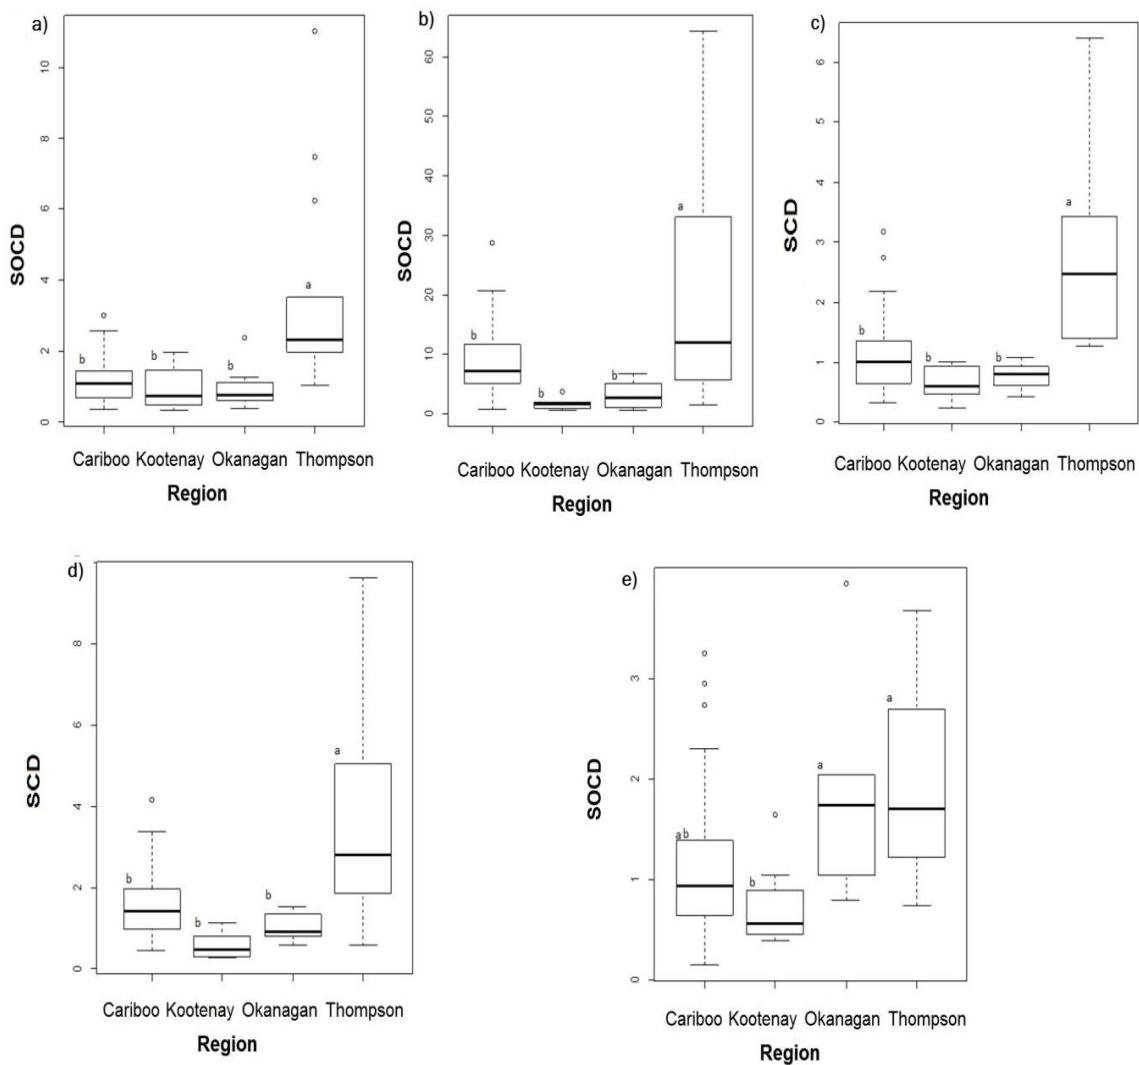 a)
SOCD
10
8
6
4
2
0
b
b
b
a
Cariboo Kootenay Okanagan Thompson
Region
b)
SOCD
60
50
40
30
20
10
0
b
b
b
a
Cariboo Kootenay Okanagan Thompson
Region
c)
SCD
6
5
4
3
2
1
0
b
b
b
a
Cariboo Kootenay Okanagan Thompson
Region
d)
SCD
8
6
4
2
0
b
b
b
a
Cariboo Kootenay Okanagan Thompson
Region
e)
SOCD
3
2
1
0
ab
b
a
a
Cariboo Kootenay Okanagan Thompson
Region